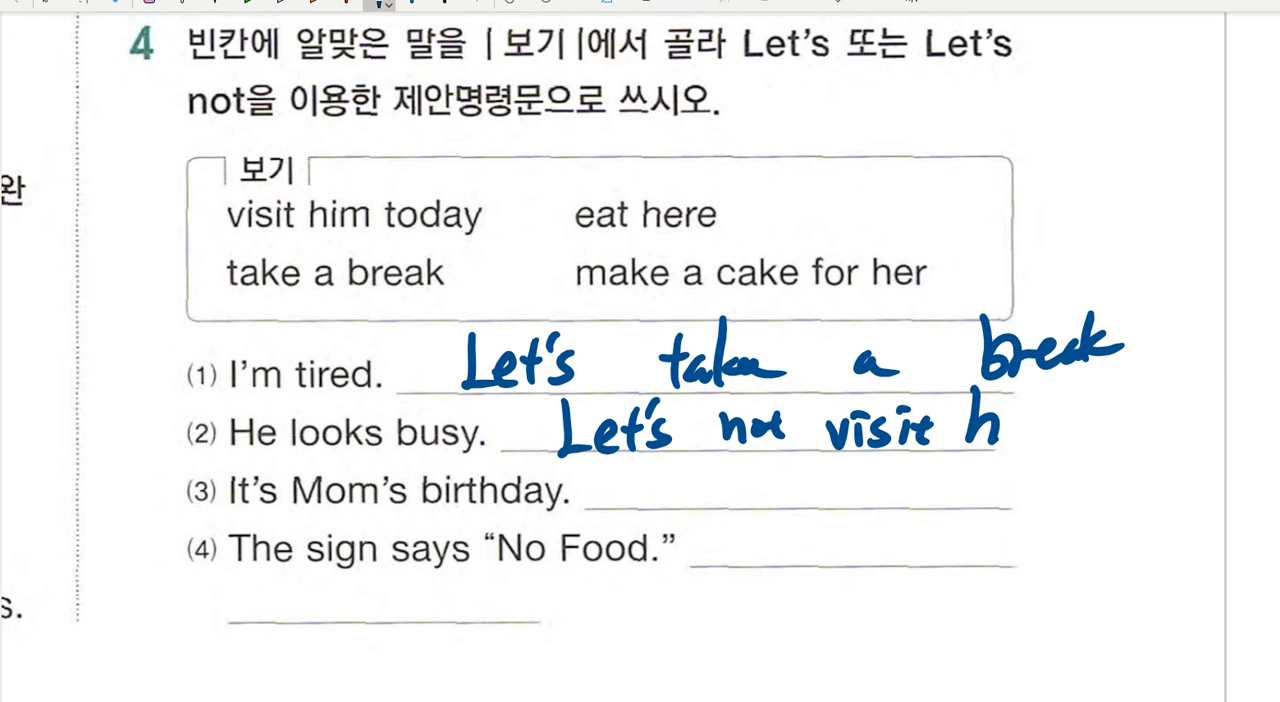 4 빈칸에 알맞은 말을 | 보기 |에서 골라 Let's 또는 Let's
not을 이용한 제안명령문으로 쓰시오.
보기
visit him today eat here
take a break make a cake for her
(1) I'm tired. Let's take a break
(2) He looks busy. Let's not visit h
(3) It's Mom's birthday.
(4) The sign says “No Food.”
완
s.